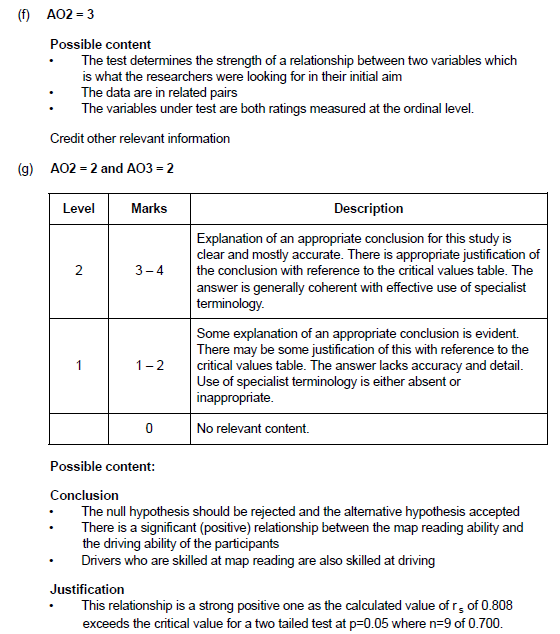 (f) AO2 = 3
Possible content
• The test determines the strength of a relationship between two variables which
is what the researchers were looking for in their initial aim
• The data are in related pairs
• The variables under test are both ratings measured at the ordinal level.
Credit other relevant information
(g) AO2 = 2 and AO3 = 2
Level Marks Description
Explanation of an appropriate conclusion for this study is
clear and mostly accurate. There is appropriate justification of
2 3 – 4 the conclusion with reference to the critical values table. The
answer is generally coherent with effective use of specialist
terminology.
Some explanation of an appropriate conclusion is evident.
There may be some justification of this with reference to the
1 1 – 2 critical values table. The answer lacks accuracy and detail.
Use of specialist terminology is either absent or
inappropriate.
0 No relevant content.
Possible content:
Conclusion
• The null hypothesis should be rejected and the alternative hypothesis accepted
• There is a significant (positive) relationship between the map reading ability and
the driving ability of the participants
• Drivers who are skilled at map reading are also skilled at driving
Justification
• This relationship is a strong positive one as the calculated value of rs of 0.808
exceeds the critical value for a two tailed test at p=0.05 where n=9 of 0.700.